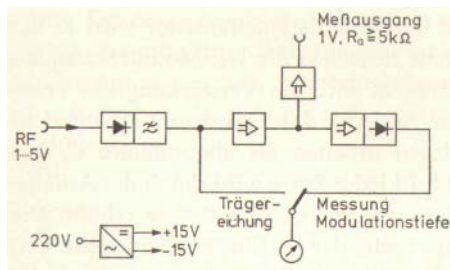 Meßausgang
1V, Ra ≧ 5kΩ
RF
1–5V
Träger-
eichung
Messung
Modulationstiefe
220V
+15V
-15V